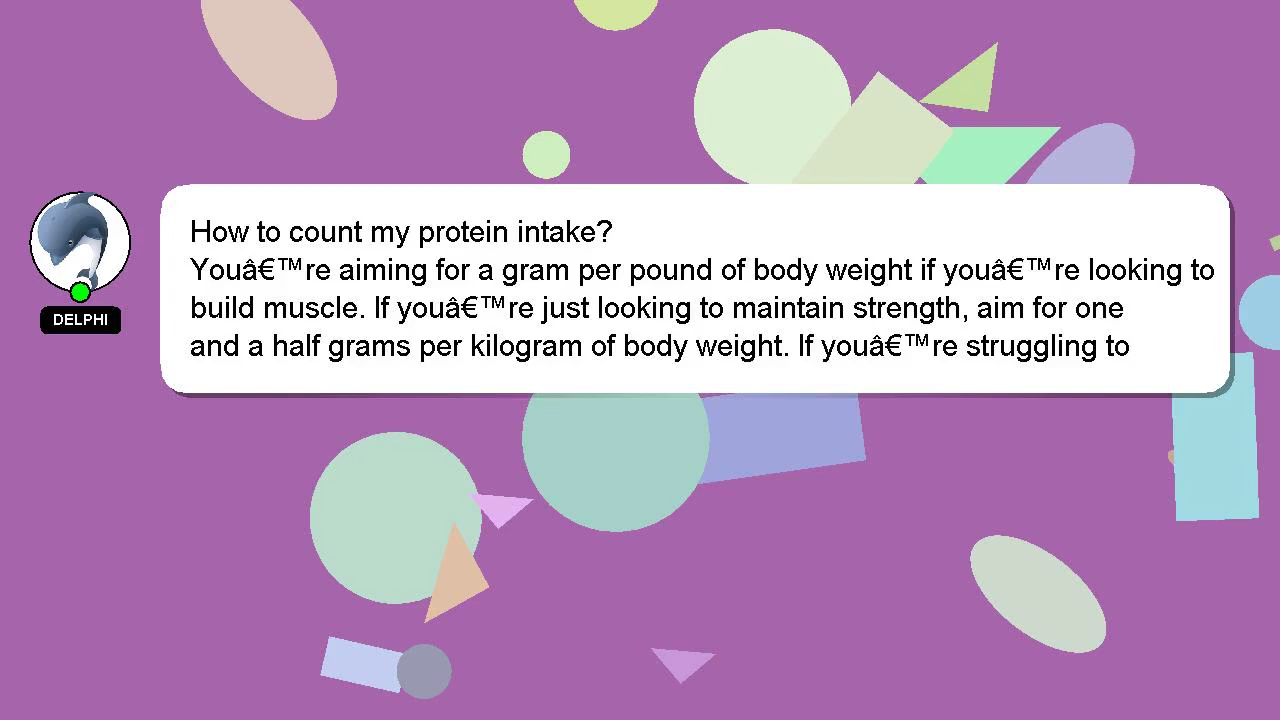 How to count my protein intake?
Youâ€™re aiming for a gram per pound of body weight if youâ€™re looking to
build muscle. If youâ€™re just looking to maintain strength, aim for one
and a half grams per kilogram of body weight. If youâ€™re struggling to
DELPHI